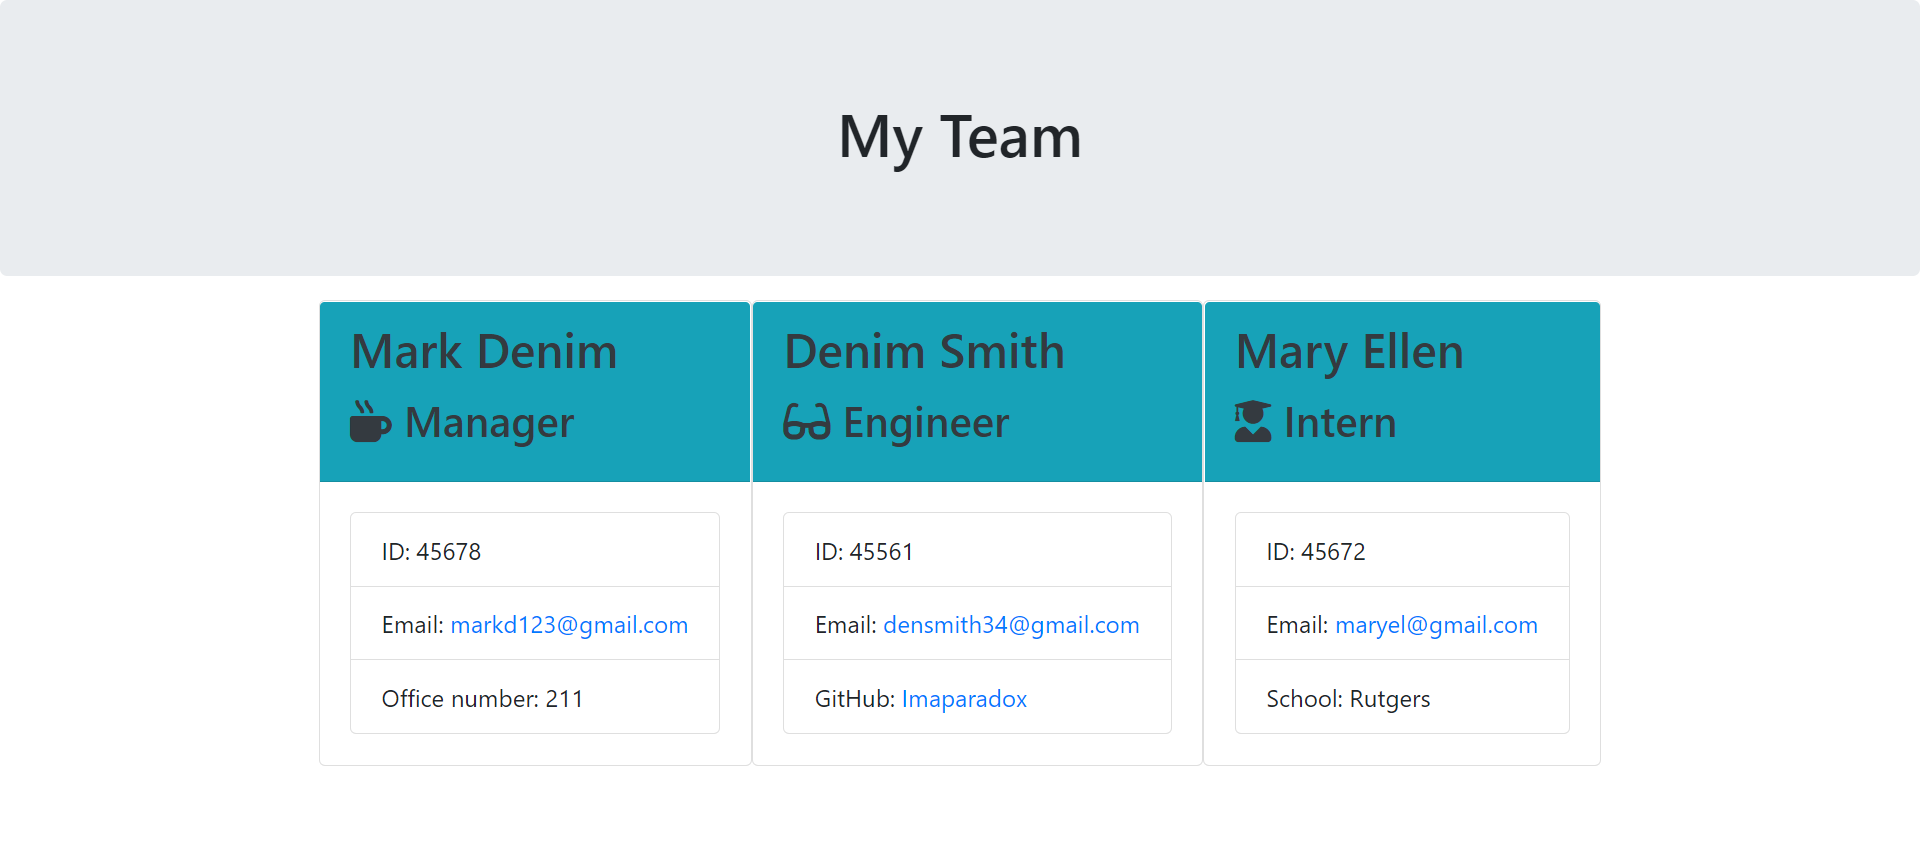 My Team
Mark Denim
Manager
ID: 45678
Email: markd123@gmail.com
Office number: 211
Denim Smith
Engineer
ID: 45561
Email: densmith34@gmail.com
GitHub: Imaparadox
Mary Ellen
Intern
ID: 45672
Email: maryel@gmail.com
School: Rutgers